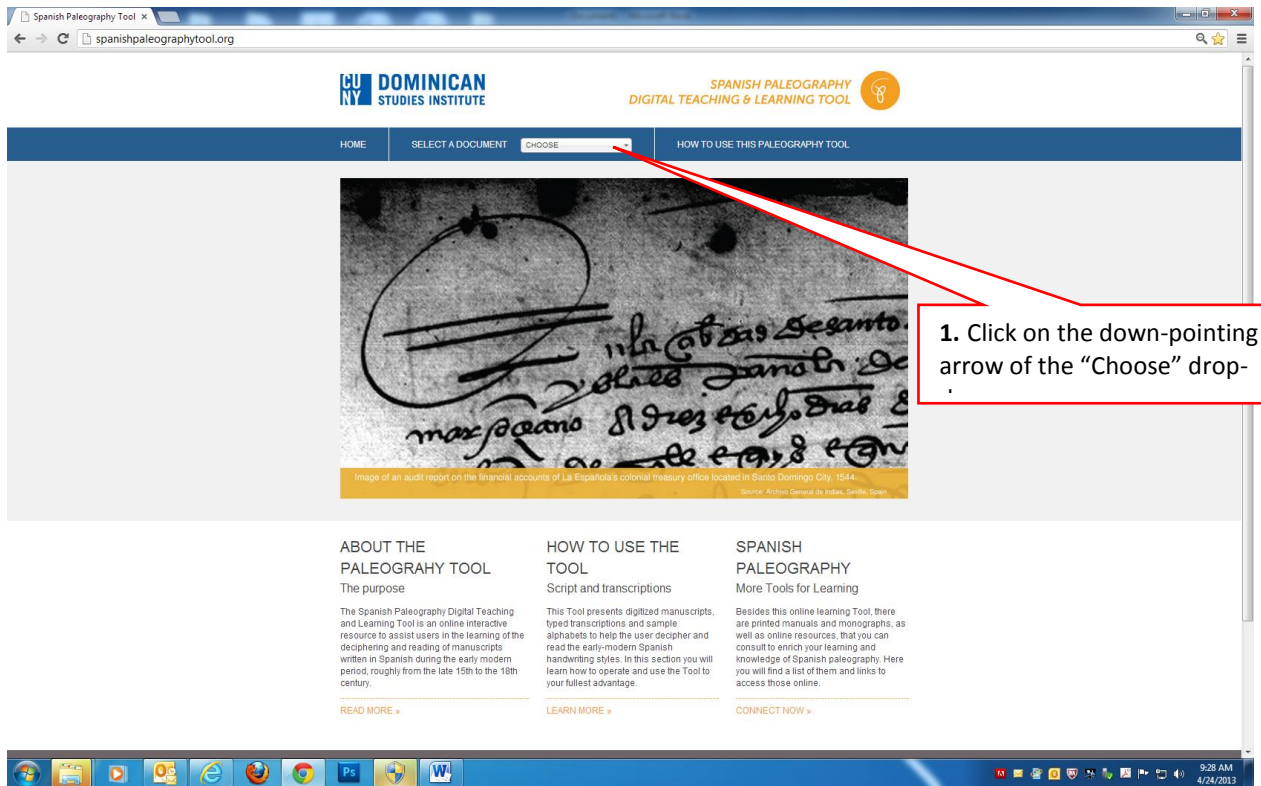 Spanish Paleography Tool
spanishpaleographytool.org
CUNY DOMINICAN
STUDIES INSTITUTE
SPANISH PALEOGRAPHY
DIGITAL TEACHING & LEARNING TOOL
HOME SELECT A DOCUMENT CHOOSE HOW TO USE THIS PALEOGRAPHY TOOL
1. Click on the down-pointing
arrow of the “Choose” drop-
Image of an audit report on the financial accounts of La Española's colonial treasury office located in Santo Domingo City, 1544.
Source: Archivo General de Indias, Seville, Spain
ABOUT THE
PALEOGRAHY TOOL
The purpose
The Spanish Paleography Digital Teaching
and Learning Tool is an online interactive
resource to assist users in the learning of the
deciphering and reading of manuscripts
written in Spanish during the early modern
period, roughly from the late 15th to the 18th
century.
READ MORE »
HOW TO USE THE
TOOL
Script and transcriptions
This Tool presents digitized manuscripts,
typed transcriptions and sample
alphabets to help the user decipher and
read the early-modern Spanish
handwriting styles. In this section you will
learn how to operate and use the Tool to
your fullest advantage.
LEARN MORE »
SPANISH
PALEOGRAPHY
More Tools for Learning
Besides this online learning Tool, there
are printed manuals and monographs, as
well as online resources, that you can
consult to enrich your learning and
knowledge of Spanish paleography. Here
you will find a list of them and links to
access those online.
CONNECT NOW »
Ps
W
9:28 AM
4/24/2013